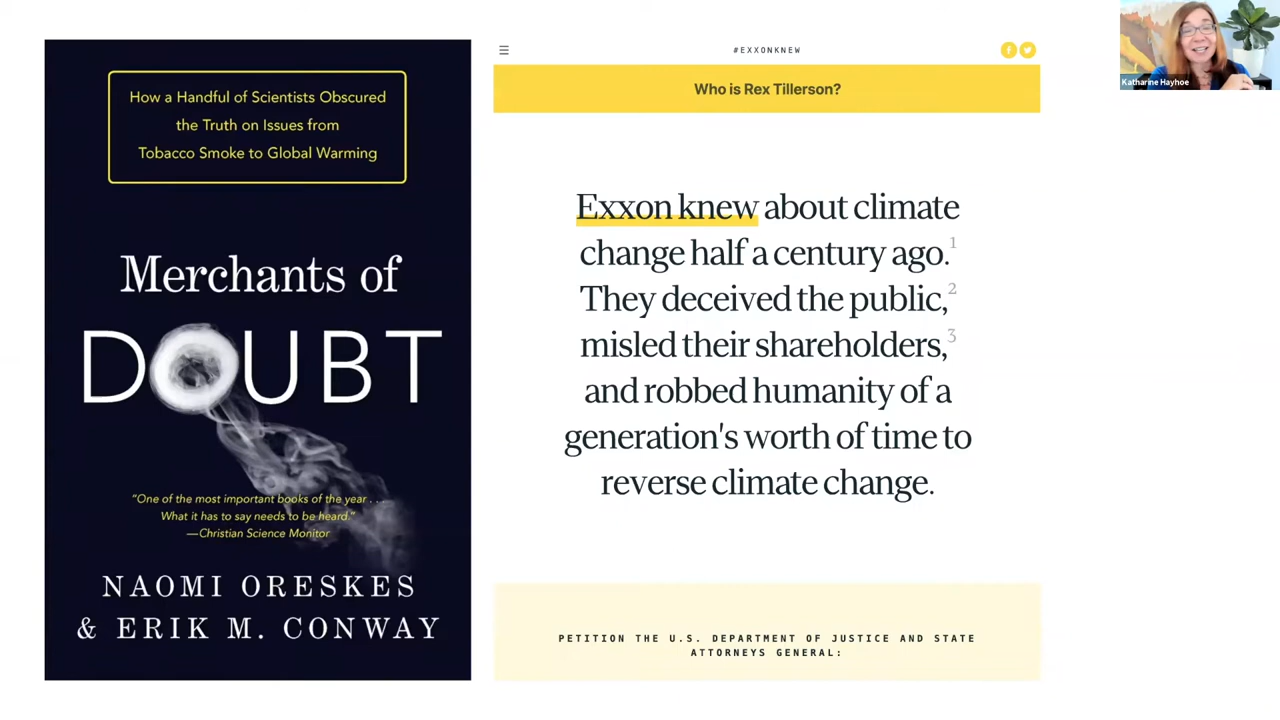 How a Handful of Scientists Obscured
the Truth on Issues from
Tobacco Smoke to Global Warming
Merchants of
DOUBT
"One of the most important books of the year . . .
What it has to say needs to be heard."
—Christian Science Monitor
NAOMI ORESKES
& ERIK M. CONWAY
#EXXONKNEW
Who is Rex Tillerson?
Exxon knew about climate
change half a century ago.1
They deceived the public,2
misled their shareholders,3
and robbed humanity of a
generation's worth of time to
reverse climate change.
PETITION THE U.S. DEPARTMENT OF JUSTICE AND STATE
ATTORNEYS GENERAL:
Katharine Hayhoe